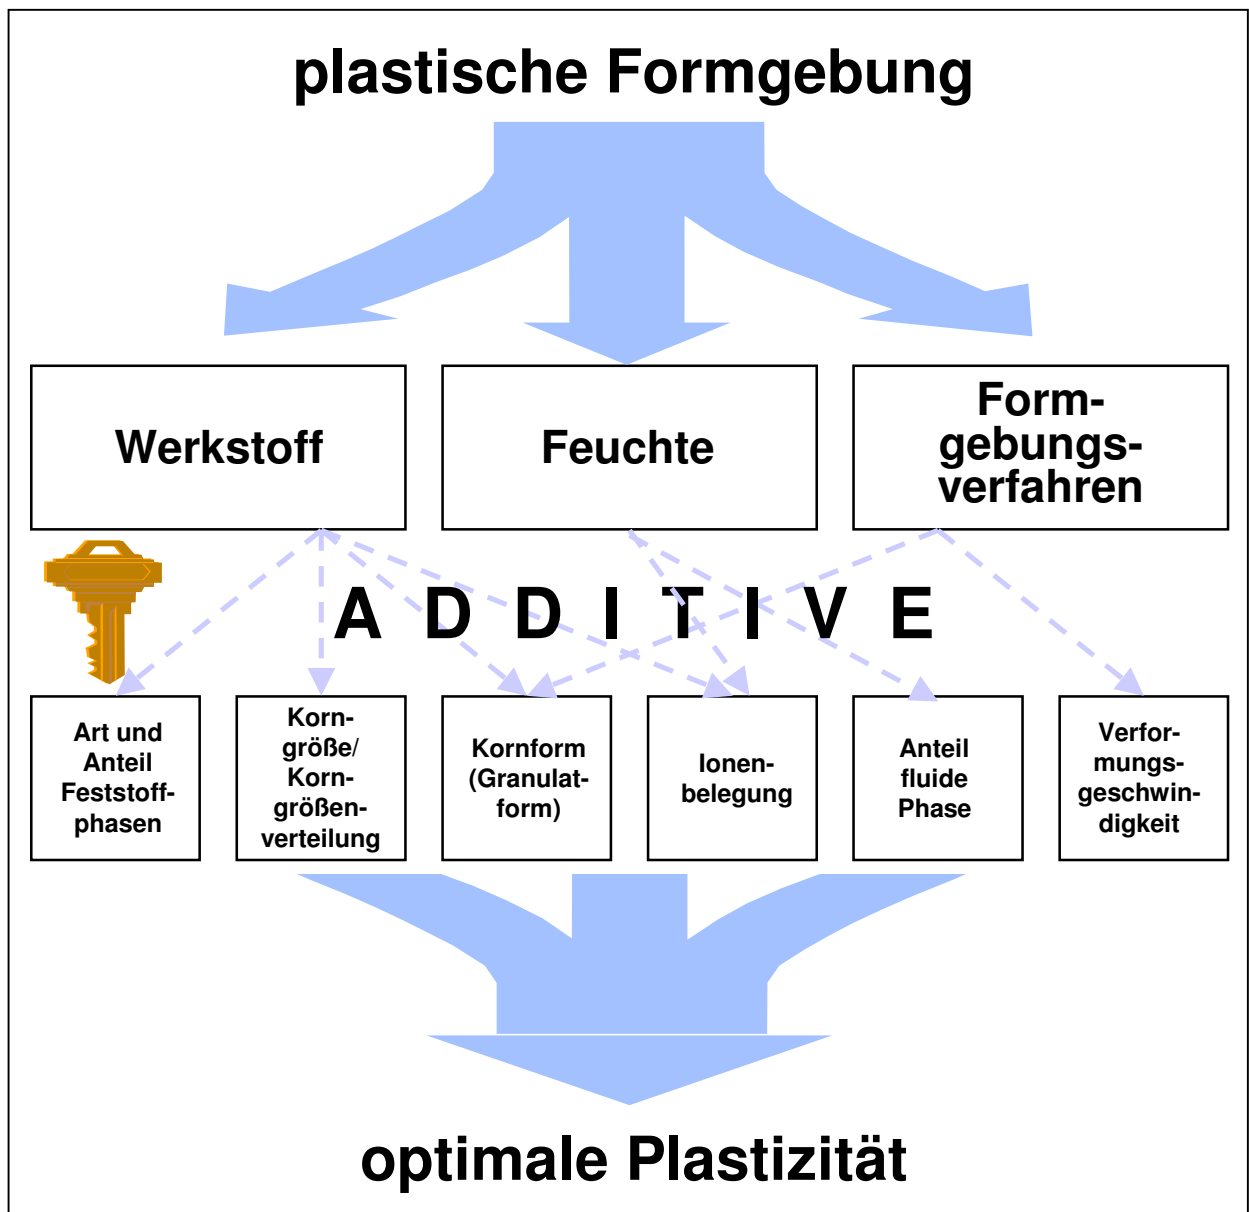 plastische Formgebung
Werkstoff
Feuchte
Form-
gebungs-
verfahren
A D D I T I V E
Art und
Anteil
Feststoff-
phasen
Korn-
größe/
Korn-
größen-
verteilung
Kornform
(Granulat-
form)
Ionen-
belegung
Anteil
fluide
Phase
Verfor-
mungs-
geschwin-
digkeit
optimale Plastizität